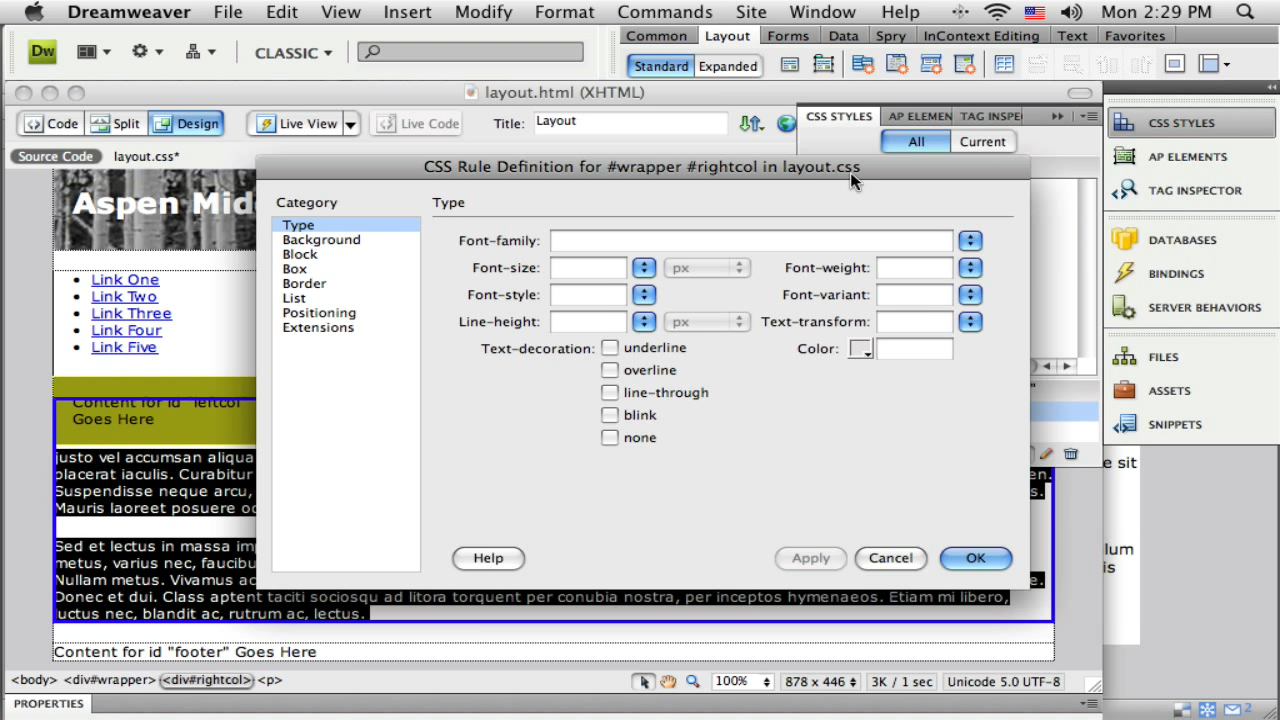 Dreamweaver File Edit View Insert Modify Format Commands Site Window Help Mon 2:29 PM
Dw CLASSIC
Common Layout Forms Data Spry InContext Editing Text Favorites
Standard Expanded
layout.html (XHTML)
Code Split Design Live View Live Code Title: Layout
CSS STYLES AP ELEMEN TAG INSPE
All Current
Source Code layout.css*
CSS STYLES
AP ELEMENTS
TAG INSPECTOR
DATABASES
BINDINGS
SERVER BEHAVIORS
FILES
ASSETS
SNIPPETS
Aspen Mid
Link One
Link Two
Link Three
Link Four
Link Five
Content for id "leftcol"
Goes Here
CSS Rule Definition for #wrapper #rightcol in layout.css
Category
Type
Background
Block
Box
Border
List
Positioning
Extensions
Type
Font-family:
Font-size: px Font-weight:
Font-style: Font-variant:
Line-height: px Text-transform:
Text-decoration: underline Color:
overline
line-through
blink
none
Help Apply Cancel OK
justo vel accumsan aliqua
placerat iaculis. Curabitur en.
Suspendisse neque arcu, s.
Mauris laoreet posuere
Sed et lectus in massa
metus, varius nec, faucibu
Nullam metus. Vivamus ac e.
Donec et dui. Class aptent taciti sociosqu ad litora torquent per conubia nostra, per inceptos hymenaeos. Etiam mi libero,
luctus nec, blandit ac, rutrum ac, lectus.
e sit
lum
is
Content for id "footer" Goes Here
<body> <div#wrapper> <div#rightcol> <p> 100% 878 x 446 3K / 1 sec Unicode 5.0 UTF-8
PROPERTIES
2